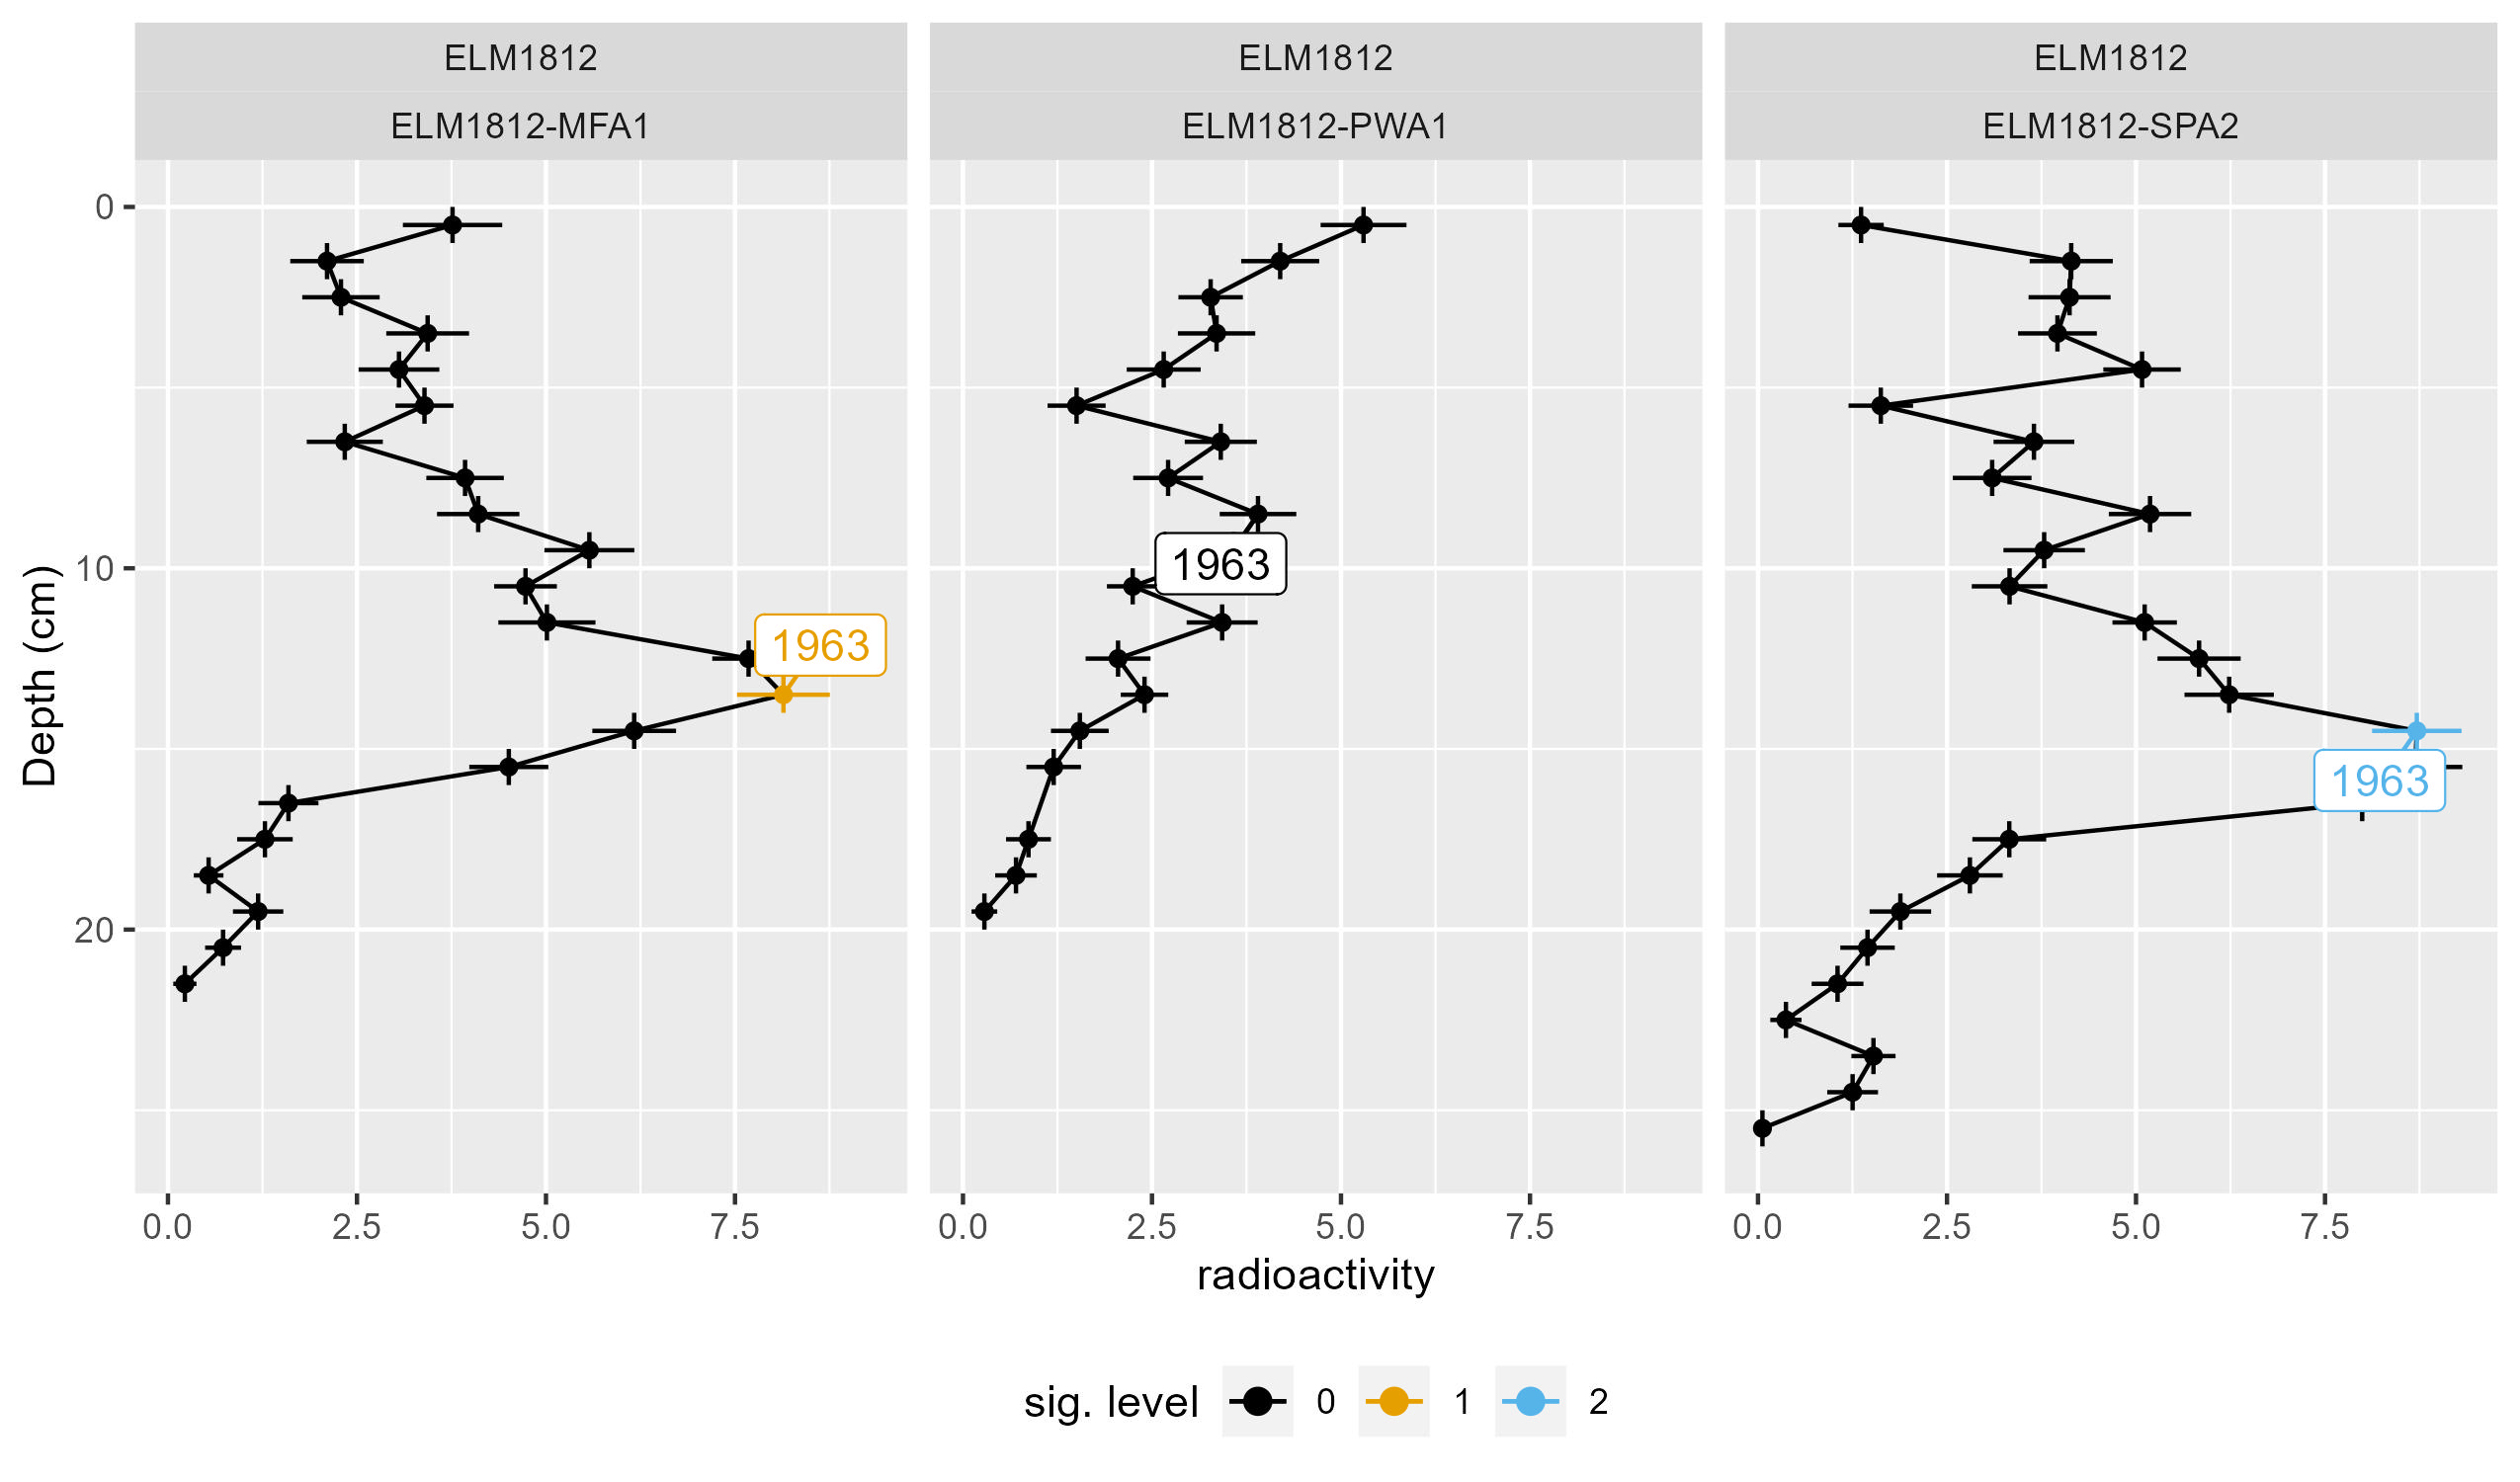 ELM1812 ELM1812 ELM1812
ELM1812-MFA1 ELM1812-PWA1 ELM1812-SPA2
0
10
20
Depth (cm)
1963
1963
1963
0.0 2.5 5.0 7.5 0.0 2.5 5.0 7.5 0.0 2.5 5.0 7.5
radioactivity
sig. level 0 1 2